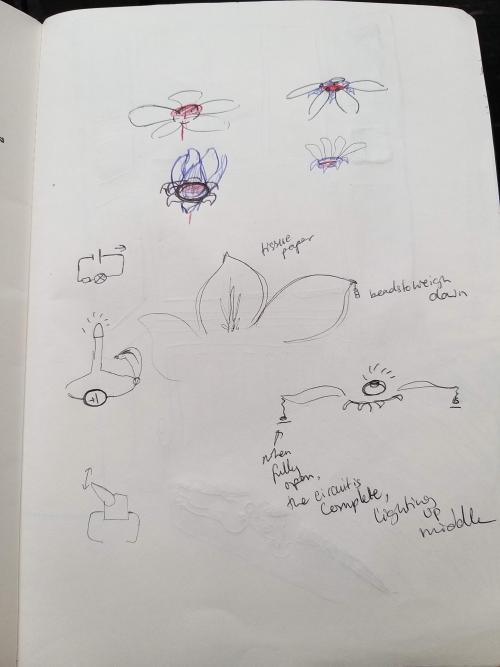 tissue
paper
beads to weigh
down
when
fully
open,
the circuit is
complete,
lighting
up
middle